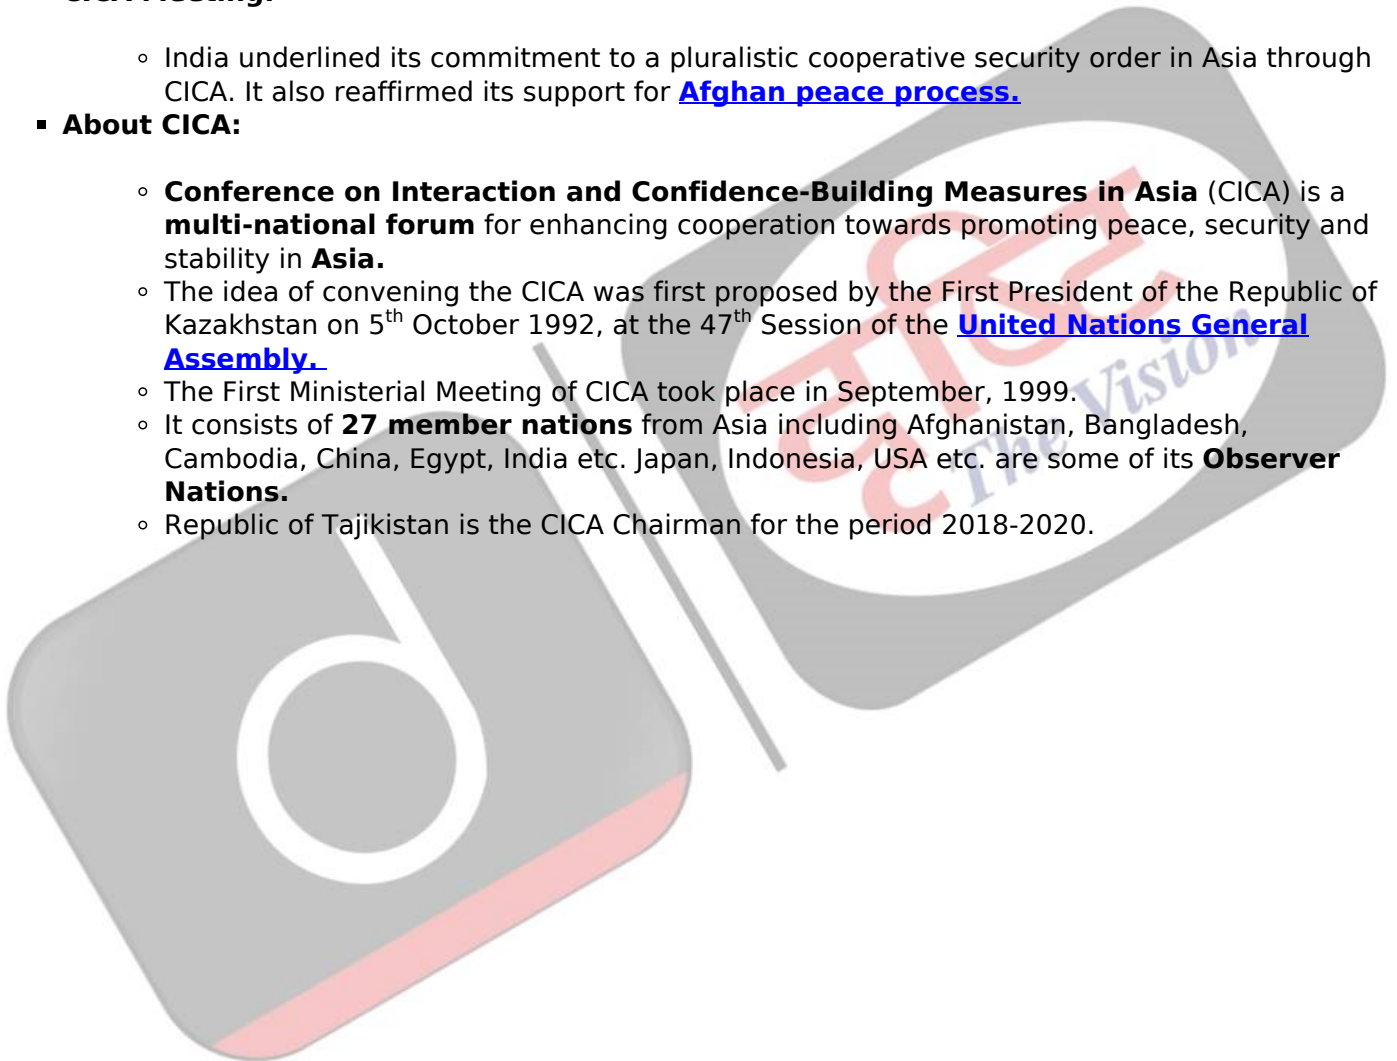 CICA Meeting:
◦ India underlined its commitment to a pluralistic cooperative security order in Asia through
CICA. It also reaffirmed its support for Afghan peace process.
▪ About CICA:
◦ Conference on Interaction and Confidence-Building Measures in Asia (CICA) is a
multi-national forum for enhancing cooperation towards promoting peace, security and
stability in Asia.
◦ The idea of convening the CICA was first proposed by the First President of the Republic of
Kazakhstan on 5th October 1992, at the 47th Session of the United Nations General
Assembly.
◦ The First Ministerial Meeting of CICA took place in September, 1999.
◦ It consists of 27 member nations from Asia including Afghanistan, Bangladesh,
Cambodia, China, Egypt, India etc. Japan, Indonesia, USA etc. are some of its Observer
Nations.
◦ Republic of Tajikistan is the CICA Chairman for the period 2018-2020.
दृष्टि
The Vision
d